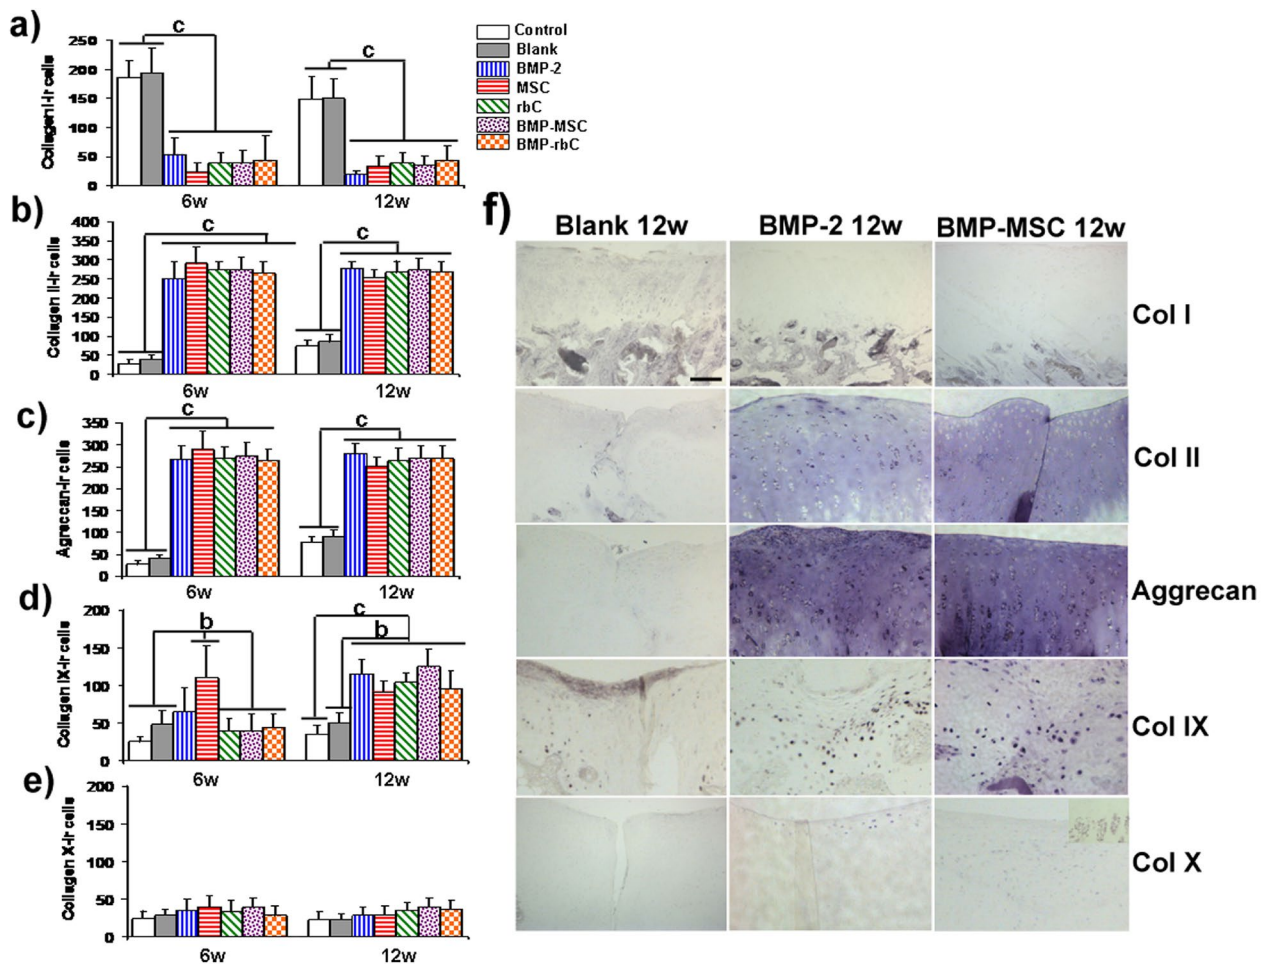 a)
Collagen I-ir cells
250
200
150
100
50
0
c
c
6w
12w
Control
Blank
BMP-2
MSC
rbC
BMP-MSC
BMP-rbC
b)
Collagen II-ir cells
400
350
300
250
200
150
100
50
0
c
c
6w
12w
c)
Agreccan-ir cells
350
300
250
200
150
100
50
0
c
c
6w
12w
d)
Collagen IX-ir cells
200
150
100
50
0
b
c
b
6w
12w
e)
Collagen X-ir cells
200
150
100
50
0
6w
12w
f)
Blank 12w
BMP-2 12w
BMP-MSC 12w
Col I
Col II
Aggrecan
Col IX
Col X